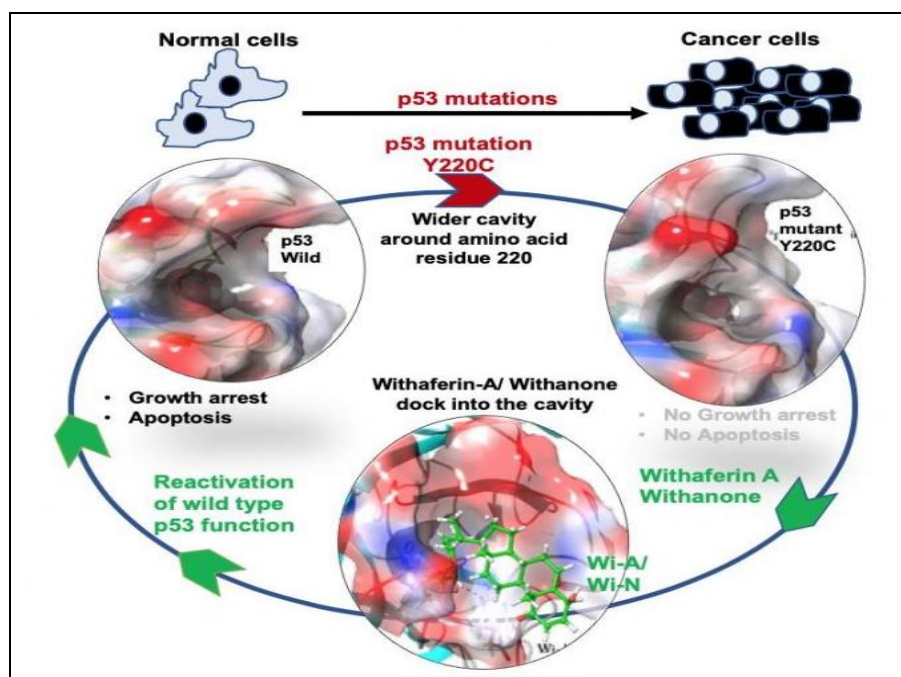 Normal cells
Cancer cells
p53 mutations
p53 mutation
Y220C
Wider cavity
around amino acid
residue 220
p53
Wild
p53
mutant
Y220C
• Growth arrest
• Apoptosis
• No Growth arrest
• No Apoptosis
Withaferin-A/ Withanone
dock into the cavity
Withaferin A
Withanone
Reactivation
of wild type
p53 function
Wi-A/
Wi-N